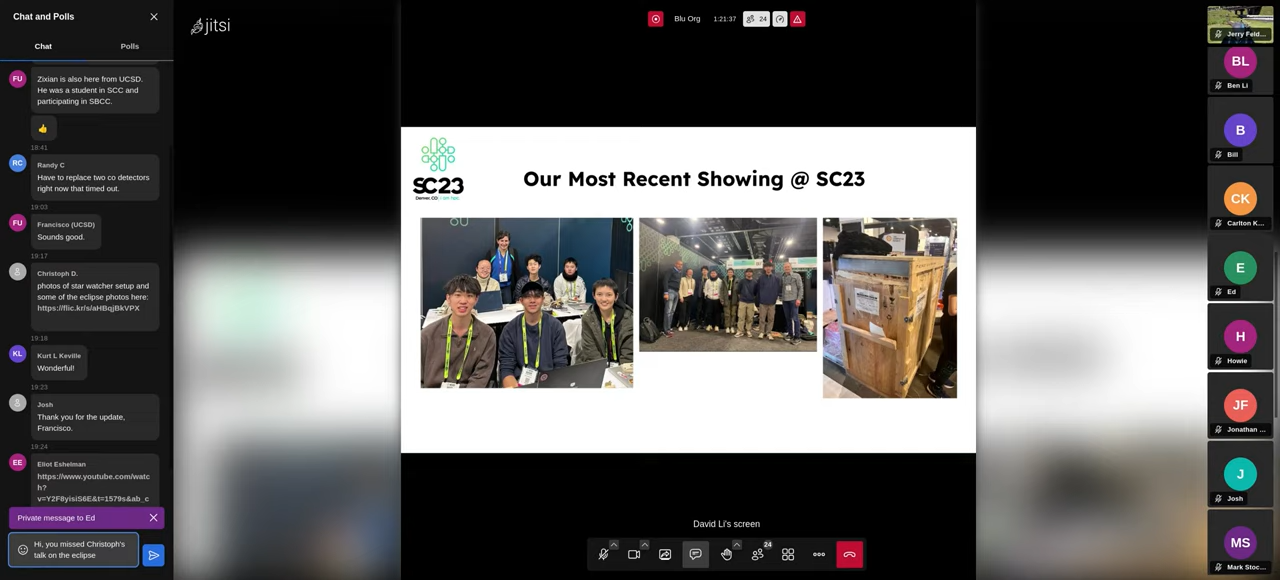 Chat and Polls
Chat
Polls
FU
Zixian is also here from UCSD.
He was a student in SCC and
participating in SBCC.
18:41
RC
Randy C
Have to replace two co detectors
right now that timed out.
19:03
FU
Francisco (UCSD)
Sounds good.
19:17
Christoph D.
photos of star watcher setup and
some of the eclipse photos here:
https://flic.kr/s/aHBqjBkVPX
19:18
KL
Kurt L Keville
Wonderful!
19:23
Josh
Thank you for the update,
Francisco.
19:24
EE
Eliot Eshelman
https://www.youtube.com/watc
h?
v=Y2F8yisiS6E&t=1579s&ab_c
Private message to Ed
Hi, you missed Christoph's
talk on the eclipse
jitsi
Blu Org
1:21:37
24
SC23
Denver, CO
Our Most Recent Showing @ SC23
David Li's screen
24
Jerry Feld...
BL
Ben Li
B
Bill
CK
Carlton K...
E
Ed
H
Howie
JF
Jonathan ...
J
Josh
MS
Mark Stoc...